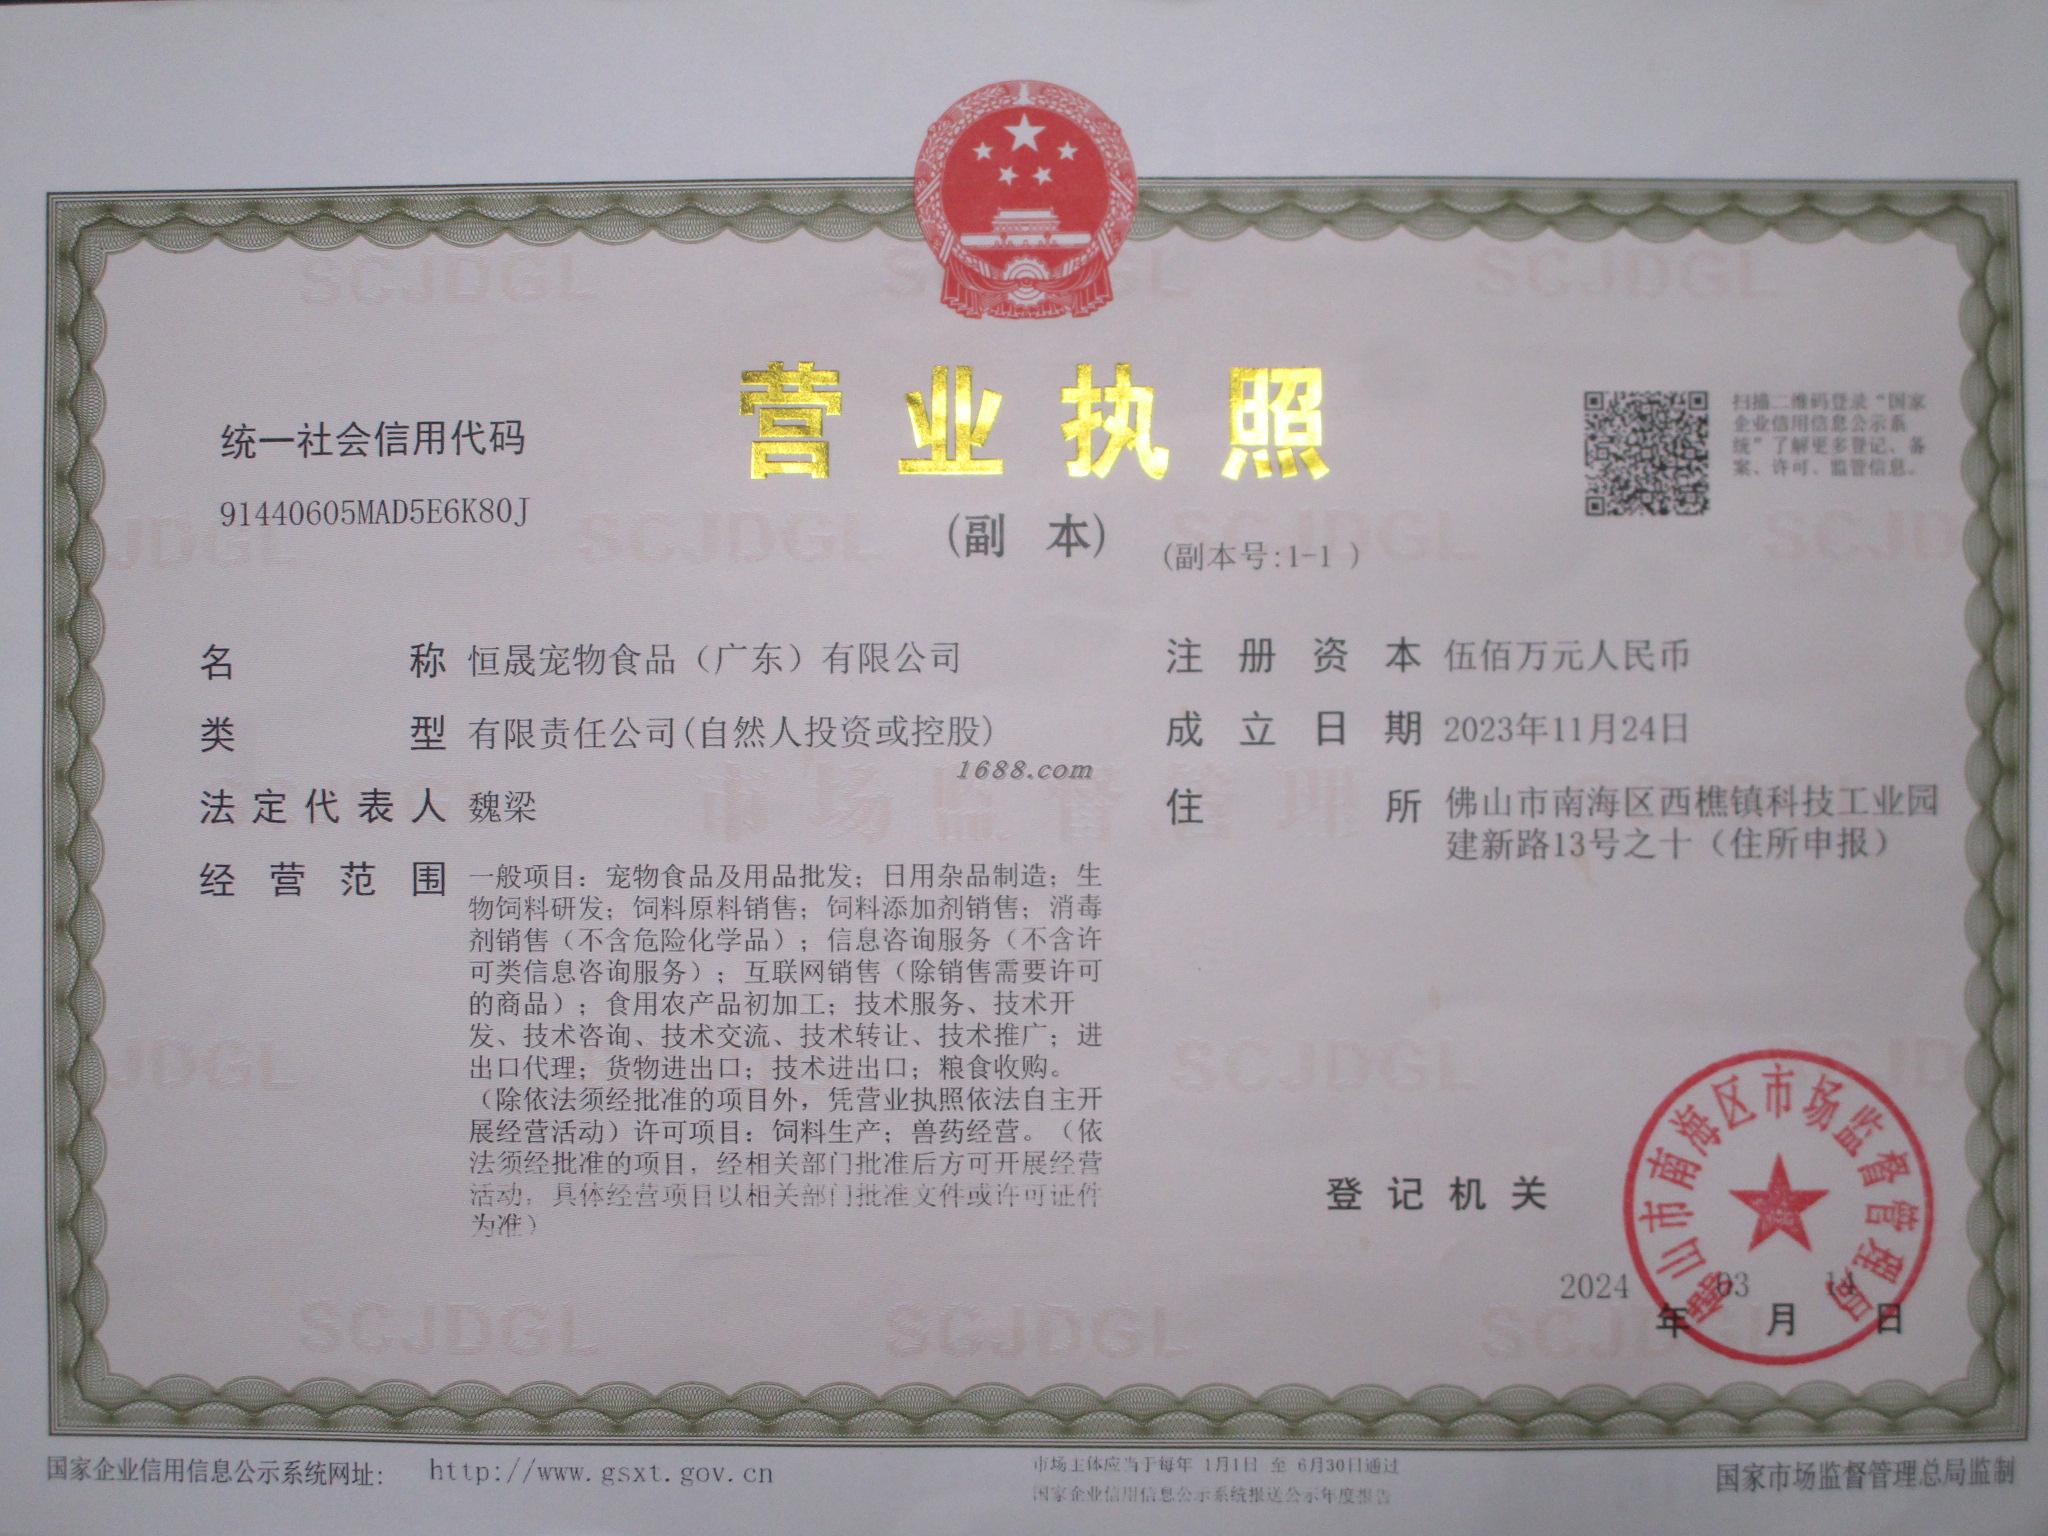 营业执照
(副 本)
(副本号:1-1 )
统一社会信用代码
91440605MAD5E6K80J
扫描二维码登录“国家
企业信用信息公示系
统”了解更多登记、备
案、许可、监管信息。
名 称 恒晟宠物食品（广东）有限公司
类 型 有限责任公司(自然人投资或控股)
法定代表人 魏梁
经营范围 一般项目：宠物食品及用品批发；日用杂品制造；生
物饲料研发；饲料原料销售；饲料添加剂销售；消毒
剂销售（不含危险化学品）；信息咨询服务（不含许
可类信息咨询服务）；互联网销售（除销售需要许可
的商品）；食用农产品初加工；技术服务、技术开
发、技术咨询、技术交流、技术转让、技术推广；进
出口代理；货物进出口；技术进出口；粮食收购。
（除依法须经批准的项目外，凭营业执照依法自主开
展经营活动）许可项目：饲料生产；兽药经营。（依
法须经批准的项目，经相关部门批准后方可开展经营
活动，具体经营项目以相关部门批准文件或许可证件
为准）
注册资本 伍佰万元人民币
成立日期 2023年11月24日
住 所 佛山市南海区西樵镇科技工业园
建新路13号之十（住所申报）
1688.com
市场监督管理
SCJDGL
登记机关
佛山市南海区市场监督管理局
2024 年 03 月 14 日
国家企业信用信息公示系统网址: http://www.gsxt.gov.cn
市场主体应当于每年 1月1日 至 6月30日通过
国家企业信用信息公示系统报送公示年度报告
国家市场监督管理总局监制